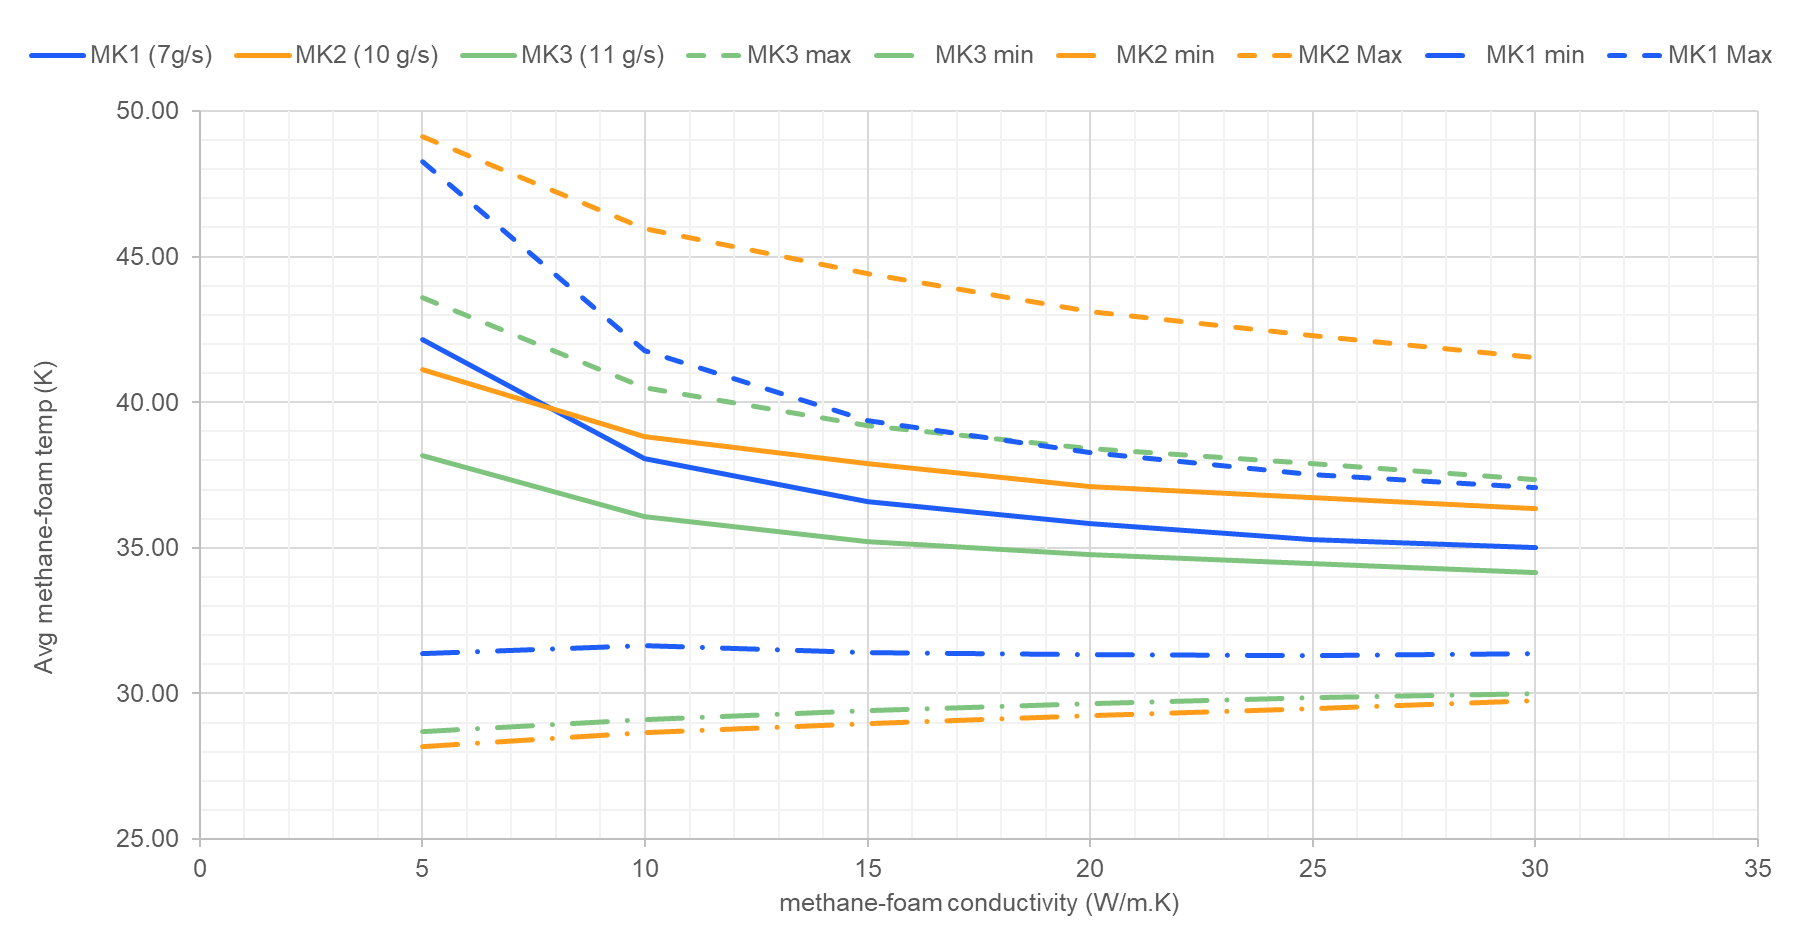 MK1 (7g/s) MK2 (10 g/s) MK3 (11 g/s) MK3 max MK3 min MK2 min MK2 Max MK1 min MK1 Max
50.00
45.00
40.00
35.00
30.00
25.00
Avg methane-foam temp (K)
0 5 10 15 20 25 30 35
methane-foam conductivity (W/m.K)